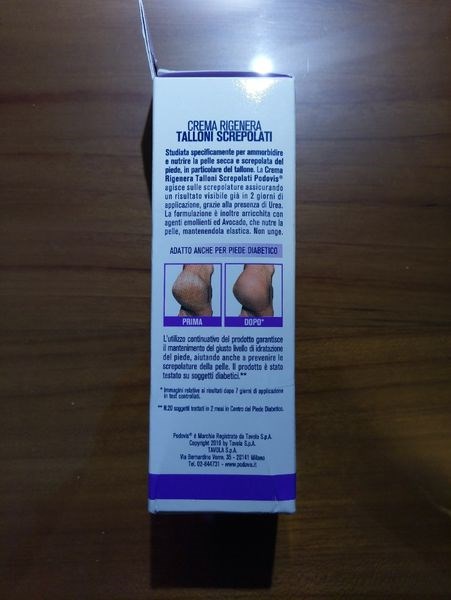 CREMA RIGENERA
TALLONI SCREPOLATI
Studiata specificamente per ammorbidire
e nutrire la pelle secca e screpolata del
piede, in particolare del tallone. La Crema
Rigenera Talloni Screpolati Podovis®
agisce sulle screpolature assicurando
un risultato visibile già in 2 giorni di
applicazione, grazie alla presenza di Urea.
La formulazione è inoltre arricchita con
agenti emollienti ed Avocado, che nutre la
pelle, mantenendola elastica. Non unge.
ADATTO ANCHE PER PIEDE DIABETICO
PRIMA DOPO*
L'utilizzo continuativo del prodotto garantisce
il mantenimento del giusto livello di idratazione
del piede, aiutando anche a prevenire le
screpolature della pelle. Il prodotto è stato
testato su soggetti diabetici.**
* Immagini relative ai risultati dopo 7 giorni di applicazione
in test controllati.
** N.20 soggetti trattati in 2 mesi in Centro del Piede Diabetico.
Podovis® è Marchio Registrato da Tavola S.p.A.
Copyright 2019 by Tavola S.p.A.
TAVOLA S.p.A.
Via Bernardino Verro, 35 - 20141 Milano
Tel. 02-844731 - www.podovis.it